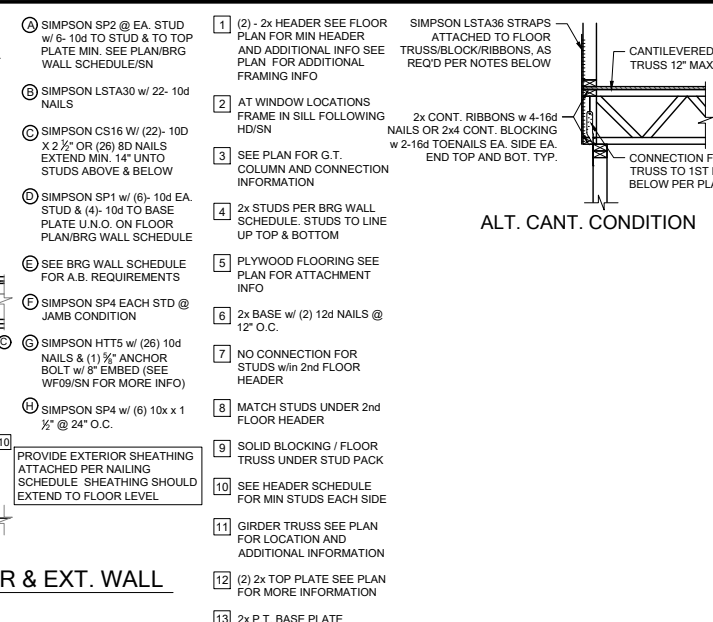 A SIMPSON SP2 @ EA. STUD
w/ 6- 10d TO STUD & TO TOP
PLATE MIN. SEE PLAN/BRG
WALL SCHEDULE/SN
B SIMPSON LSTA30 w/ 22- 10d
NAILS
C SIMPSON CS16 W/ (22)- 10D
X 2 ½" OR (26) 8D NAILS
EXTEND MIN. 14" UNTO
STUDS ABOVE & BELOW
D SIMPSON SP1 w/ (6)- 10d EA.
STUD & (4)- 10d TO BASE
PLATE U.N.O. ON FLOOR
PLAN/BRG WALL SCHEDULE
E SEE BRG WALL SCHEDULE
FOR A.B. REQUIREMENTS
F SIMPSON SP4 EACH STD @
JAMB CONDITION
C
G SIMPSON HTT5 w/ (26) 10d
NAILS & (1) ⅝" ANCHOR
BOLT w/ 8" EMBED (SEE
WF09/SN FOR MORE INFO)
H SIMPSON SP4 w/ (6) 10x x 1
½" @ 24" O.C.
10
PROVIDE EXTERIOR SHEATHING
ATTACHED PER NAILING
SCHEDULE SHEATHING SHOULD
EXTEND TO FLOOR LEVEL
R & EXT. WALL
1 (2) - 2x HEADER SEE FLOOR
PLAN FOR MIN HEADER
AND ADDITIONAL INFO SEE
PLAN FOR ADDITIONAL
FRAMING INFO
2 AT WINDOW LOCATIONS
FRAME IN SILL FOLLOWING
HD/SN
3 SEE PLAN FOR G.T.
COLUMN AND CONNECTION
INFORMATION
4 2x STUDS PER BRG WALL
SCHEDULE. STUDS TO LINE
UP TOP & BOTTOM
5 PLYWOOD FLOORING SEE
PLAN FOR ATTACHMENT
INFO
6 2x BASE w/ (2) 12d NAILS @
12" O.C.
7 NO CONNECTION FOR
STUDS w/in 2nd FLOOR
HEADER
8 MATCH STUDS UNDER 2nd
FLOOR HEADER
9 SOLID BLOCKING / FLOOR
TRUSS UNDER STUD PACK
10 SEE HEADER SCHEDULE
FOR MIN STUDS EACH SIDE
11 GIRDER TRUSS SEE PLAN
FOR LOCATION AND
ADDITIONAL INFORMATION
12 (2) 2x TOP PLATE SEE PLAN
FOR MORE INFORMATION
13 2x P.T. BASE PLATE
SIMPSON LSTA36 STRAPS
ATTACHED TO FLOOR
TRUSS/BLOCK/RIBBONS, AS
REQ'D PER NOTES BELOW
2x CONT. RIBBONS w 4-16d
NAILS OR 2x4 CONT. BLOCKING
w 2-16d TOENAILS EA. SIDE EA.
END TOP AND BOT. TYP.
CANTILEVERED
TRUSS 12" MAX
CONNECTION F
TRUSS TO 1ST
BELOW PER PLA
ALT. CANT. CONDITION